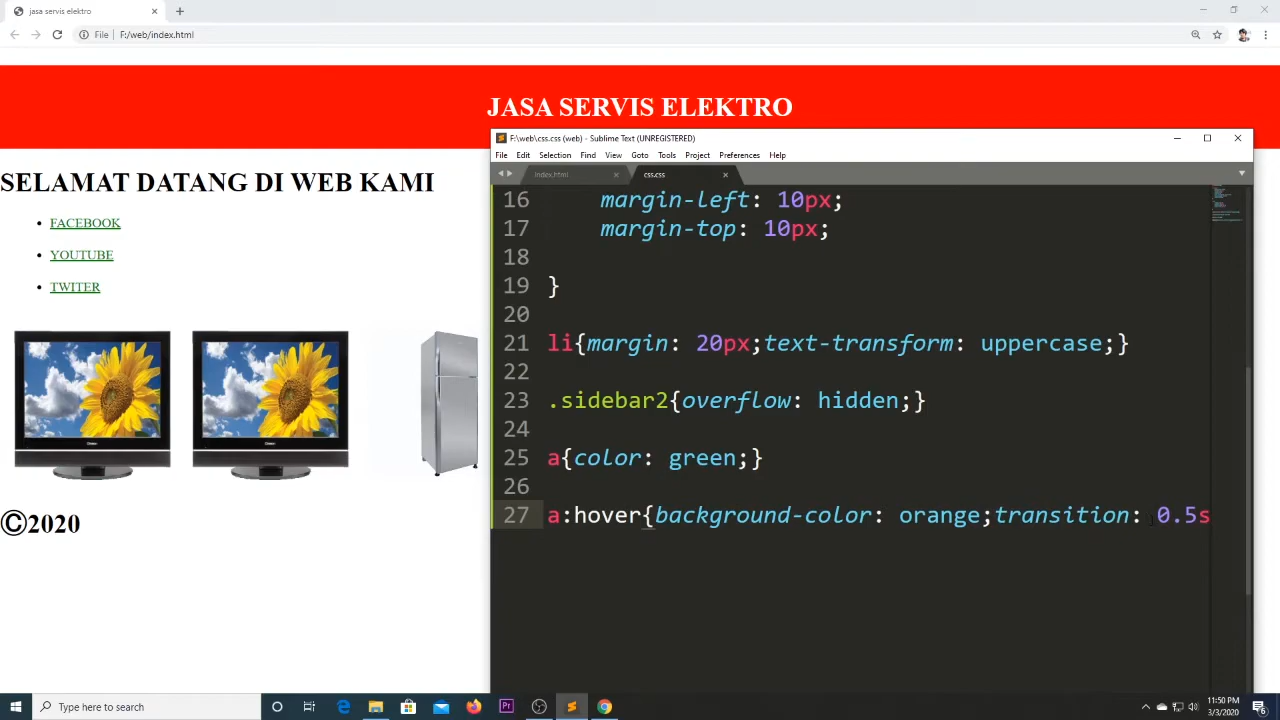 jasa servis elektro
File F:/web/index.html
JASA SERVIS ELEKTRO
F:\web\css.css (web) - Sublime Text (UNREGISTERED)
File Edit Selection Find View Goto Tools Project Preferences Help
index.html css.css
SELAMAT DATANG DI WEB KAMI
FACEBOOK
YOUTUBE
TWITER
16 margin-left: 10px;
17 margin-top: 10px;
18
19 }
20
21 li{margin: 20px;text-transform: uppercase;}
22
23 .sidebar2{overflow: hidden;}
24
25 a{color: green;}
26
27 a:hover{background-color: orange;transition: 0.5s
Ⓒ2020
Type here to search
Pr
11:50 PM
3/3/2020
6